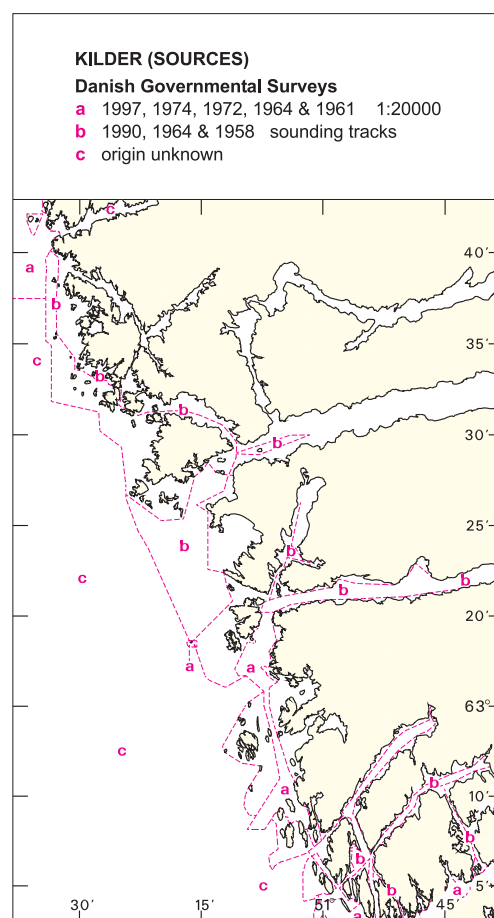 KILDER (SOURCES)
Danish Governmental Surveys
a 1997, 1974, 1972, 1964 & 1961 1:20000
b 1990, 1964 & 1958 sounding tracks
c origin unknown
c
40′
a
b
35′
c
b
b
30′
b
25′
b
b
c
b
b
20′
a
a
63°
c
b
10′
a
b
b
c
b
a
5′
a
30′ 15′ 51° 45′